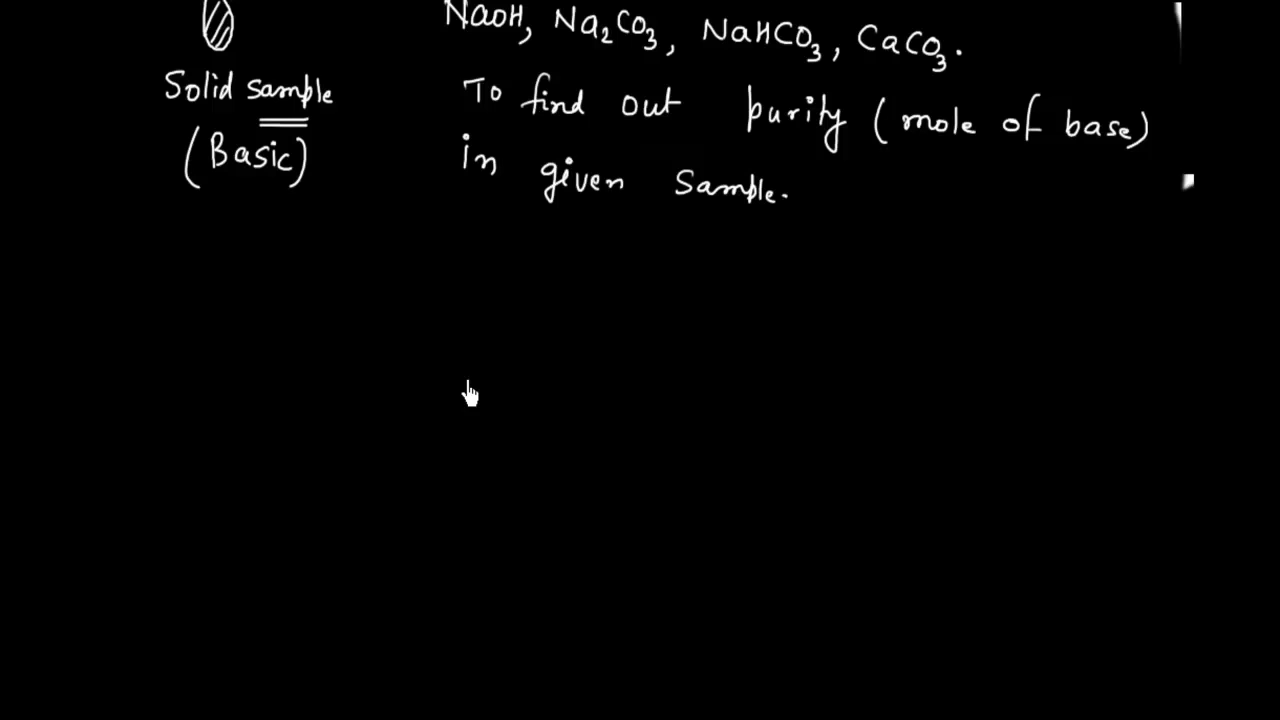 NaOH, Na₂CO₃, NaHCO₃, CaCO₃.
Solid sample
To find out purity (mole of base)
(Basic)
in given Sample.